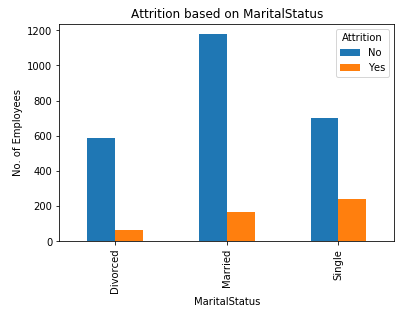 Attrition based on MaritalStatus
Attrition
No
Yes
No. of Employees
1200
1000
800
600
400
200
0
Divorced
Married
Single
MaritalStatus